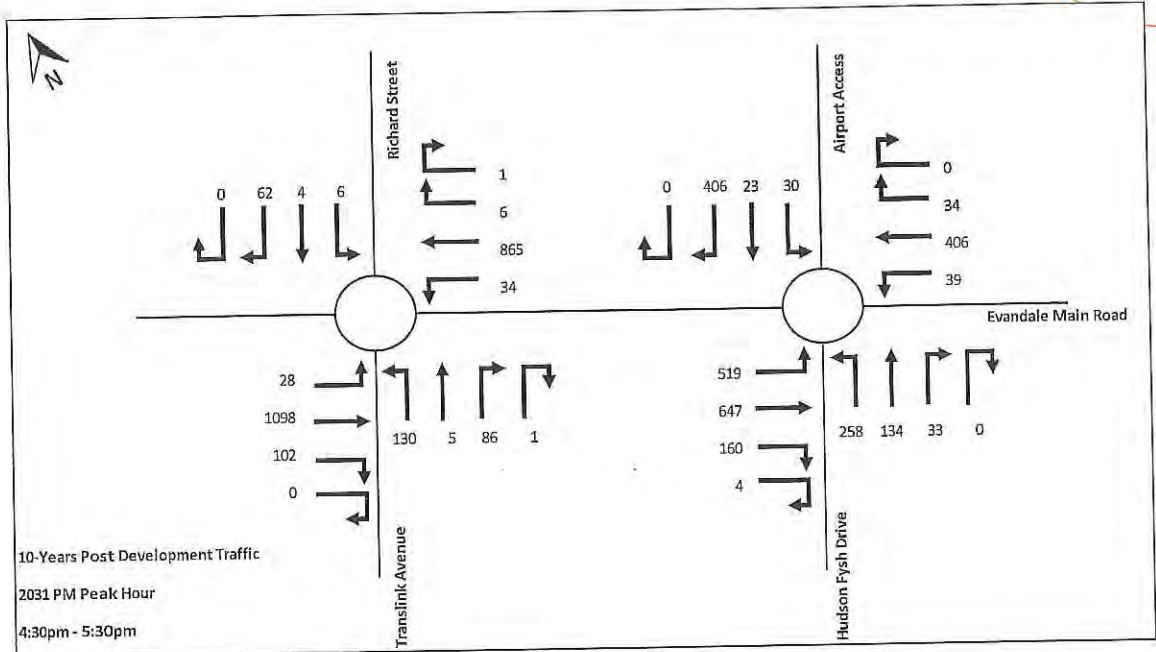 N
Richard Street
Airport Access
0 62 4 6
1
6
865
34
0 406 23 30
0
34
406
39
Evandale Main Road
28
1098
102
0
130 5 86 1
519
647
160
4
258 134 33 0
Translink Avenue
Hudson Fysh Drive
10-Years Post Development Traffic
2031 PM Peak Hour
4:30pm - 5:30pm